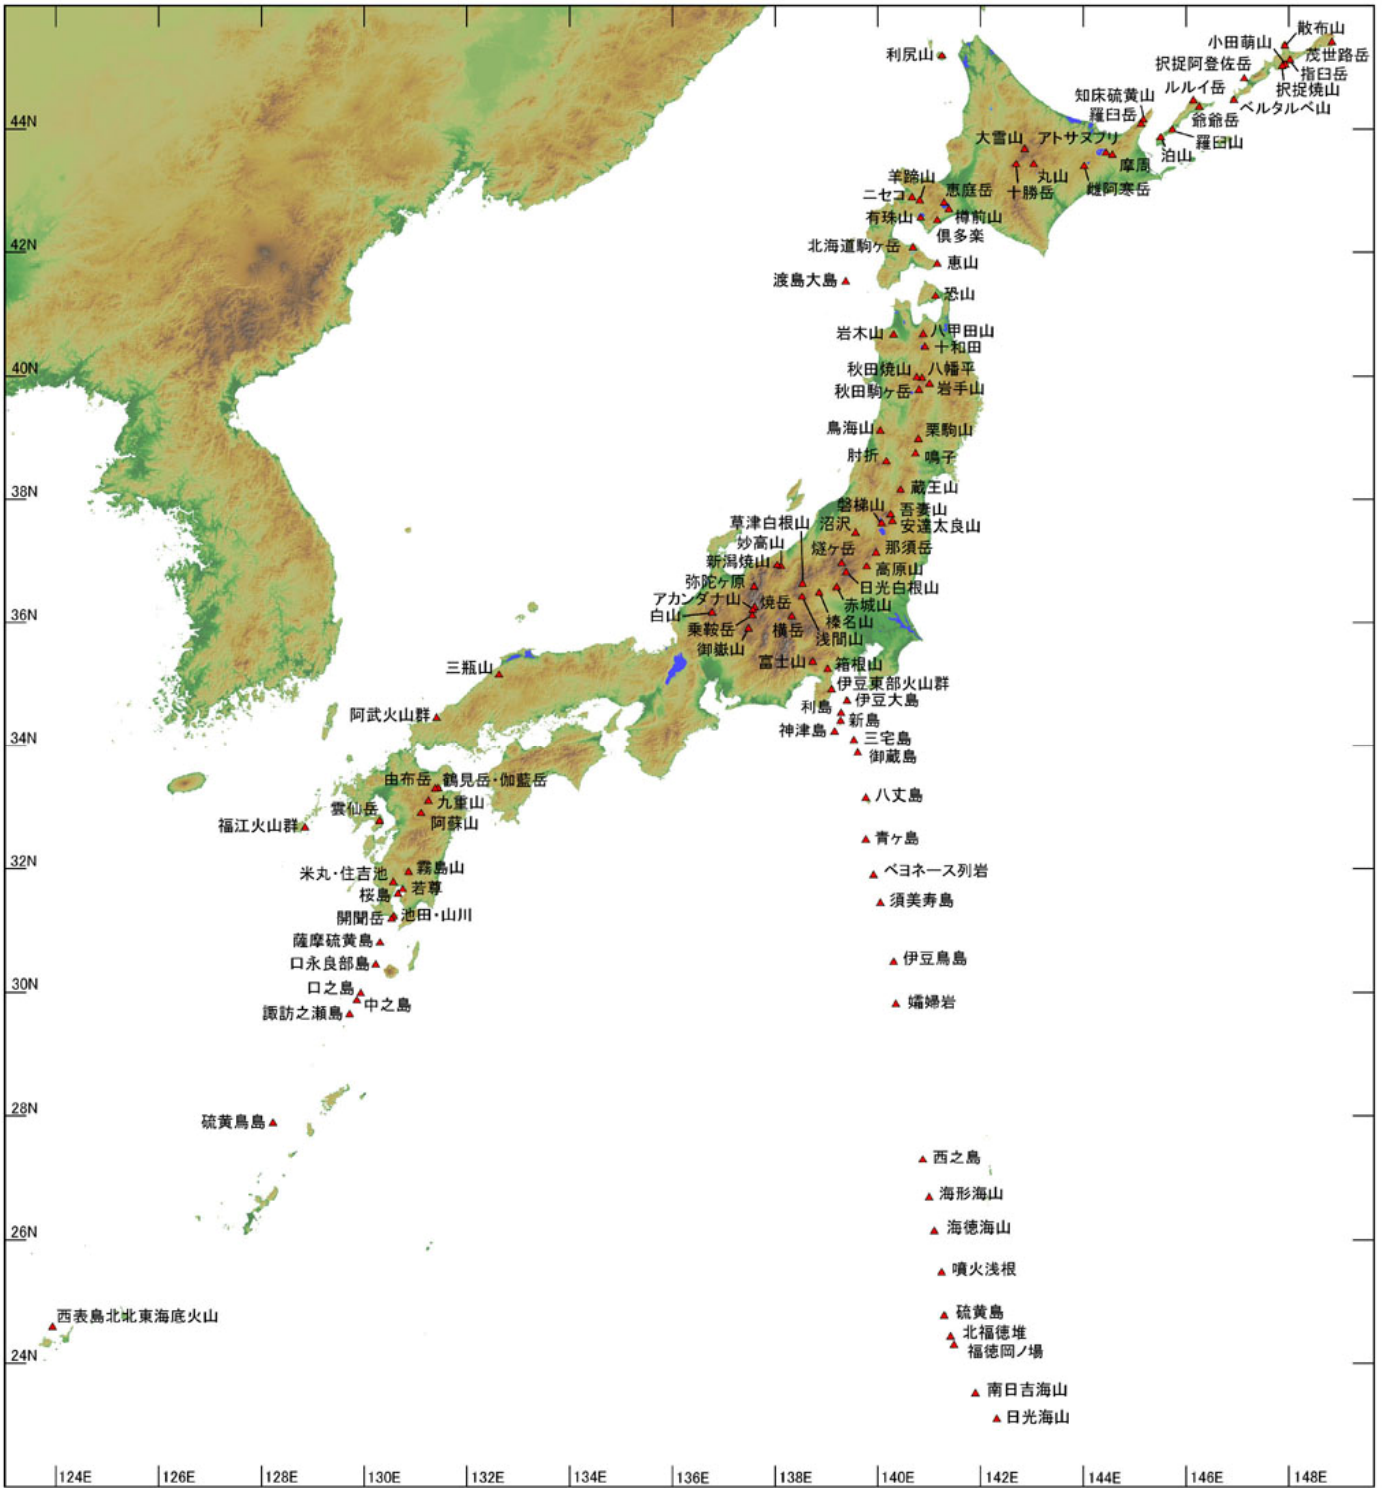 散布山
利尻山
小田萌山
茂世路岳
択捉阿登佐岳
指臼岳
ルルイ岳
択捉焼山
知床硫黄山
ベルタルベ山
羅臼岳
爺爺岳
44N
大雪山
アトサヌプリ
羅臼山
泊山
摩周
羊蹄山
丸山
ニセコ
恵庭岳
十勝岳
雌阿寒岳
有珠山
樽前山
倶多楽
北海道駒ヶ岳
42N
恵山
渡島大島
恐山
岩木山
八甲田山
十和田
40N
秋田焼山
八幡平
秋田駒ヶ岳
岩手山
鳥海山
栗駒山
肘折
鳴子
38N
蔵王山
磐梯山
吾妻山
草津白根山
沼沢
安達太良山
妙高山
燧ヶ岳
那須岳
新潟焼山
高原山
弥陀ヶ原
日光白根山
アカンダナ山
焼岳
赤城山
白山
36N
榛名山
乗鞍岳
横岳
浅間山
御嶽山
富士山
箱根山
三瓶山
伊豆東部火山群
伊豆大島
利島
阿武火山群
新島
神津島
34N
三宅島
御蔵島
由布岳
鶴見岳・伽藍岳
八丈島
雲仙岳
九重山
福江火山群
阿蘇山
青ヶ島
32N
霧島山
ベヨネース列岩
米丸・住吉池
若尊
桜島
須美寿島
開聞岳
池田・山川
薩摩硫黄島
口永良部島
伊豆鳥島
30N
口之島
中之島
孀婦岩
諏訪之瀬島
28N
硫黄鳥島
西之島
海形海山
26N
海徳海山
噴火浅根
西表島北北東海底火山
硫黄島
北福徳堆
24N
福徳岡ノ場
南日吉海山
日光海山
124E
126E
128E
130E
132E
134E
136E
138E
140E
142E
144E
146E
148E